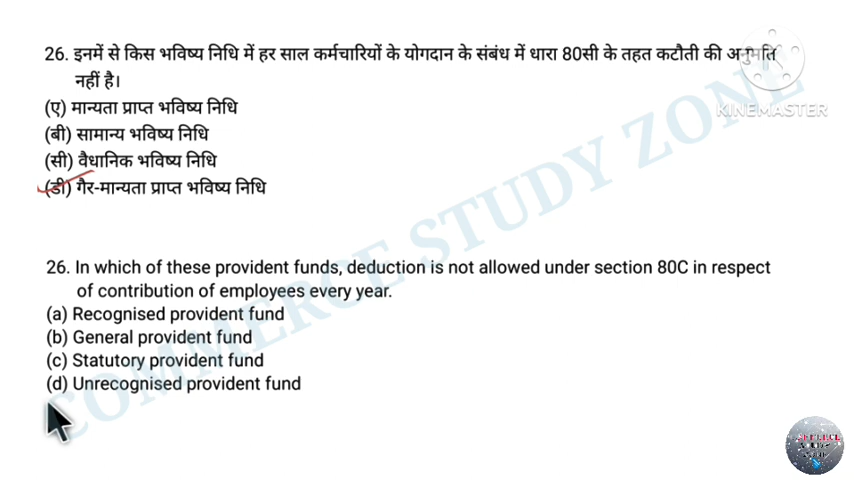 26. इनमें से किस भविष्य निधि में हर साल कर्मचारियों के योगदान के संबंध में धारा 80सी के तहत कटौती की अनुमति
नहीं है।
(ए) मान्यता प्राप्त भविष्य निधि
(बी) सामान्य भविष्य निधि
(सी) वैधानिक भविष्य निधि
(डी) गैर-मान्यता प्राप्त भविष्य निधि
KINEMASTER
COMMERCE STUDY ZONE
26. In which of these provident funds, deduction is not allowed under section 80C in respect
of contribution of employees every year.
(a) Recognised provident fund
(b) General provident fund
(c) Statutory provident fund
(d) Unrecognised provident fund